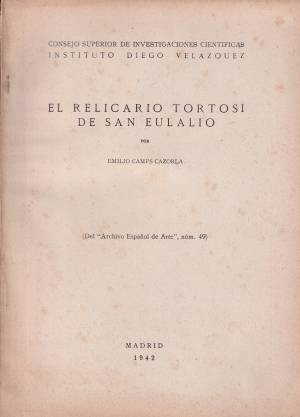 CONSEJO SUPERIOR DE INVESTIGACIONES CIENTIFICAS
INSTITUTO DIEGO VELAZQUEZ
EL RELICARIO TORTOSÍ
DE SAN EULALIO
POR
EMILIO CAMPS CAZORLA
(Del "Archivo Español de Arte", núm. 49)
MADRID
1942